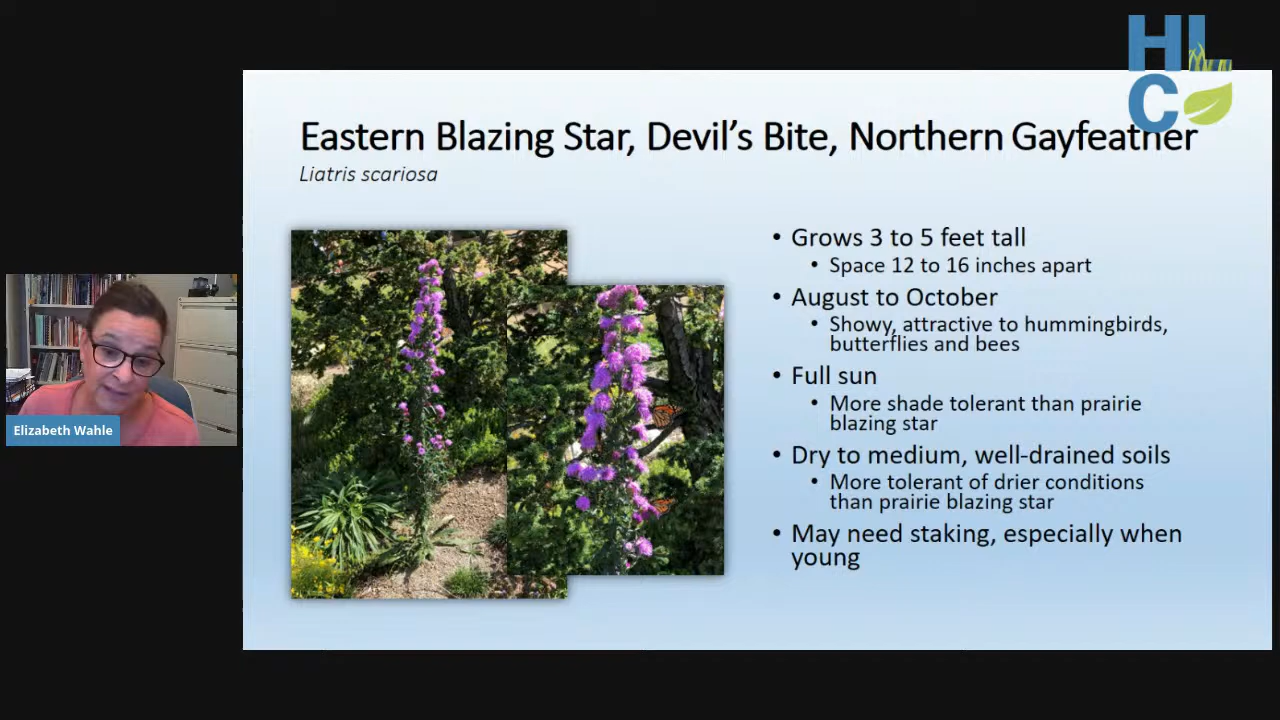 HL
C
Eastern Blazing Star, Devil's Bite, Northern Gayfeather
Liatris scariosa
• Grows 3 to 5 feet tall
• Space 12 to 16 inches apart
• August to October
• Showy, attractive to hummingbirds,
butterflies and bees
• Full sun
• More shade tolerant than prairie
blazing star
• Dry to medium, well-drained soils
• More tolerant of drier conditions
than prairie blazing star
• May need staking, especially when
young
Elizabeth Wahle